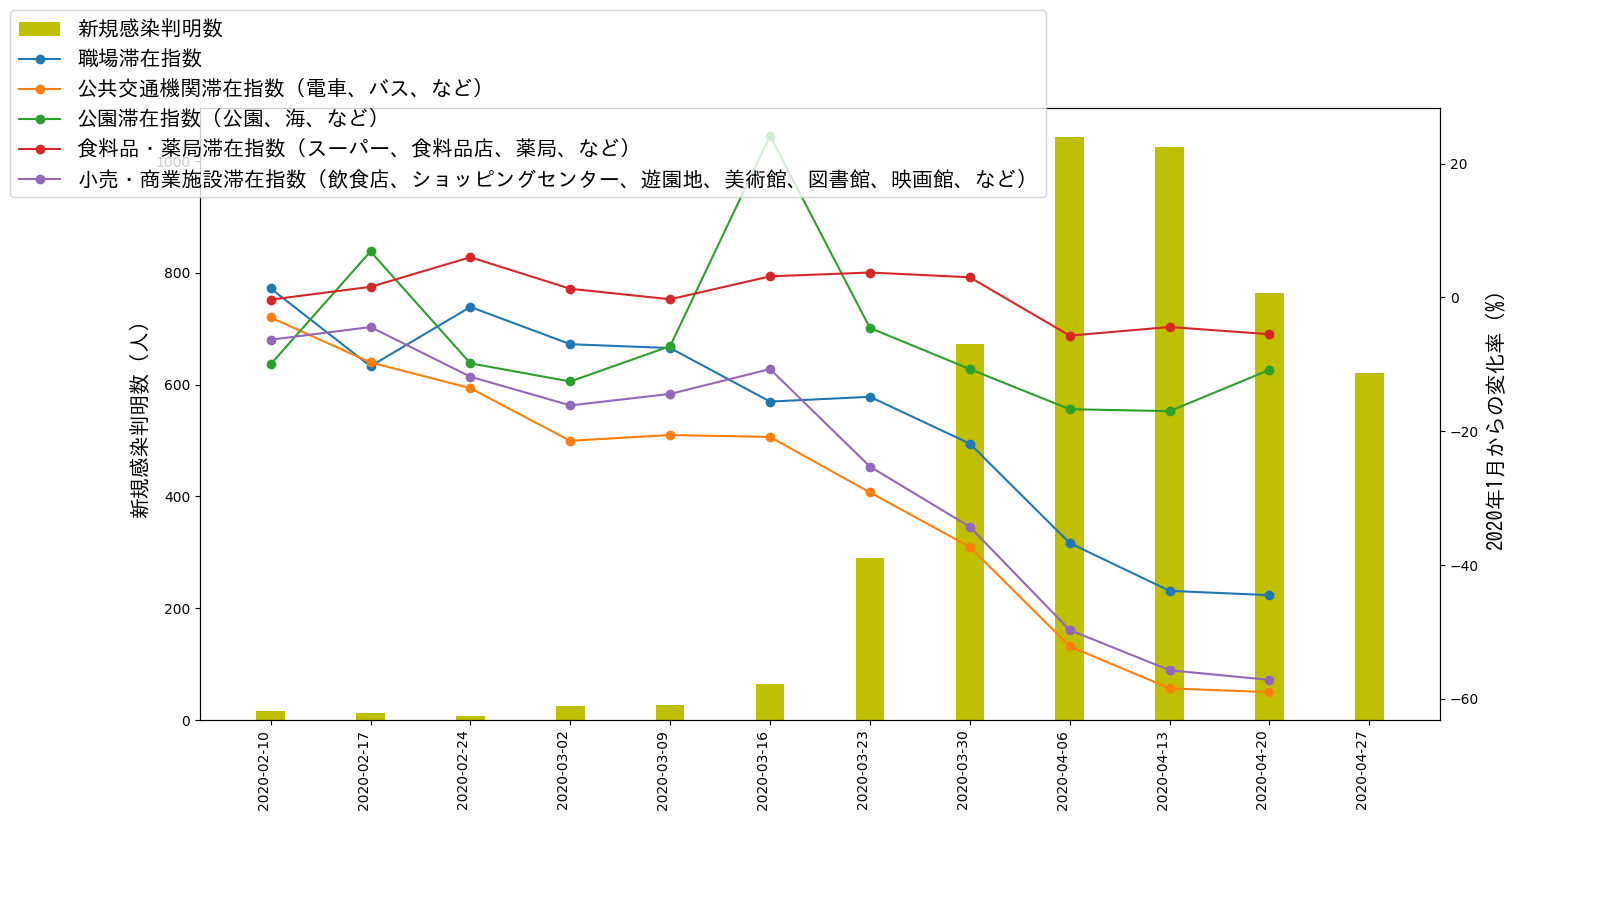 新規感染判明数
職場滞在指数
公共交通機関滞在指数（電車、バス、など）
公園滞在指数（公園、海、など）
食料品・薬局滞在指数（スーパー、食料品店、薬局、など）
小売・商業施設滞在指数（飲食店、ショッピングセンター、遊園地、美術館、図書館、映画館、など）
新規感染判明数（人）
1000
800
600
400
200
0
20
0
−20
−40
−60
2020年1月からの変化率（%）
2020-02-10
2020-02-17
2020-02-24
2020-03-02
2020-03-09
2020-03-16
2020-03-23
2020-03-30
2020-04-06
2020-04-13
2020-04-20
2020-04-27